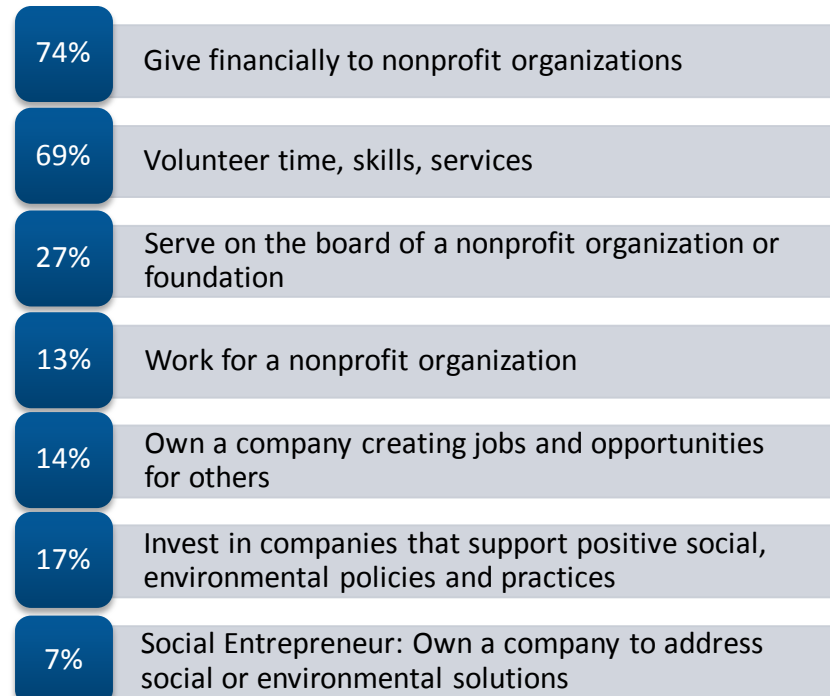 74%
Give financially to nonprofit organizations
69%
Volunteer time, skills, services
27%
Serve on the board of a nonprofit organization or
foundation
13%
Work for a nonprofit organization
14%
Own a company creating jobs and opportunities
for others
17%
Invest in companies that support positive social,
environmental policies and practices
7%
Social Entrepreneur: Own a company to address
social or environmental solutions